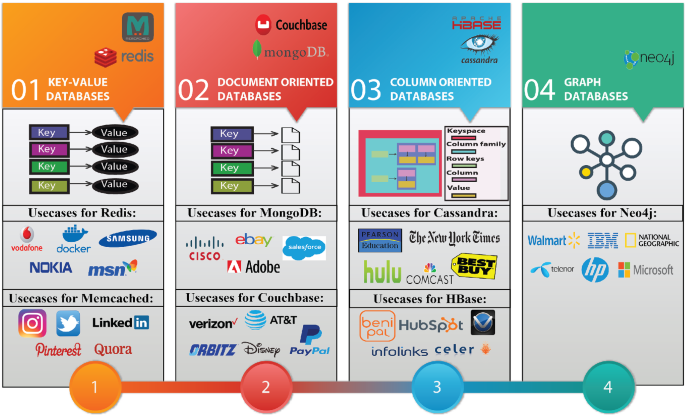 MEMCACHED
redis
01 KEY-VALUE
DATABASES
Key
Value
Key
Value
Key
Value
Key
Value
Usecases for Redis:
vodafone
docker
SAMSUNG
NOKIA
msn
Usecases for Memcached:
Linked in
Pinterest
Quora
1
Couchbase
mongoDB.
02 DOCUMENT ORIENTED
DATABASES
Key
Key
Key
Key
Usecases for MongoDB:
CISCO
ebay
salesforce
Adobe
Usecases for Couchbase:
verizon
AT&T
ORBITZ
Disney
PayPal
2
APACHE
HBASE
cassandra
03 COLUMN ORIENTED
DATABASES
Keyspace
Column family
Row keys
Column
Value
Usecases for Cassandra:
PEARSON
Education
The New York Times
hulu
COMCAST
BEST
BUY
Usecases for HBase:
beni
pal
HubSpot
infolinks
celer
3
neo4j
04 GRAPH
DATABASES
Usecases for Neo4j:
Walmart
IBM
NATIONAL
GEOGRAPHIC
telenor
hp
Microsoft
4